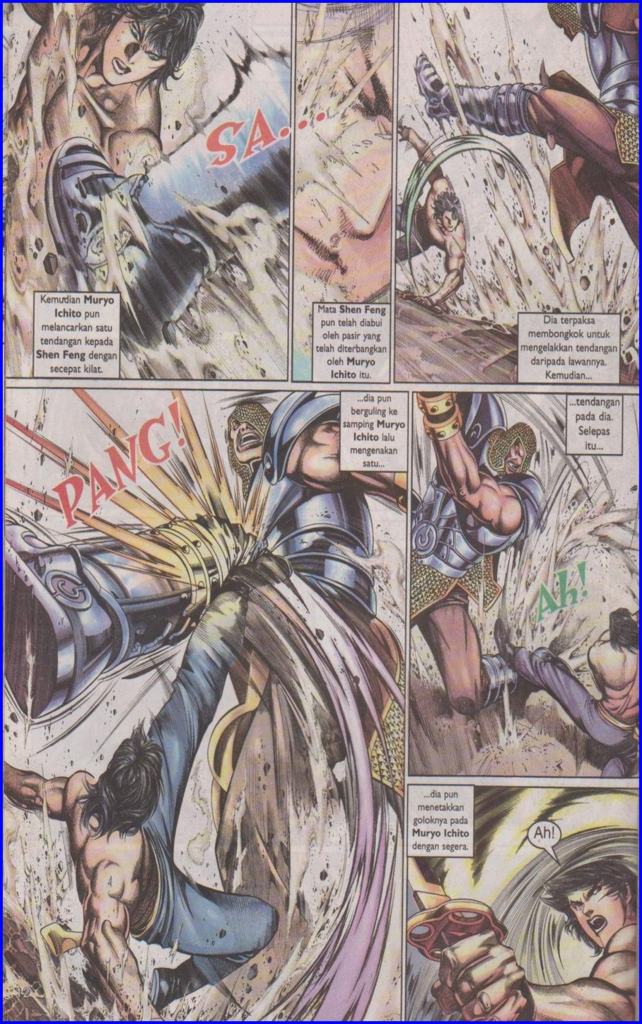 SA...
Kemudian Muryo
Ichito pun
melancarkan satu
tendangan kepada
Shen Feng dengan
secepat kilat.
Mata Shen Feng
pun telah diabui
oleh pasir yang
telah diterbangkan
oleh Muryo
Ichito itu.
Dia terpaksa
membongkok untuk
mengelakkan tendangan
daripada lawannya.
Kemudian...
PANG!
...dia pun
berguling ke
samping Muryo
Ichito lalu
mengenakan
satu...
...tendangan
pada dia.
Selepas
itu...
Ah!
...dia pun
menetakkan
goloknya pada
Muryo Ichito
dengan segera.
Ah!